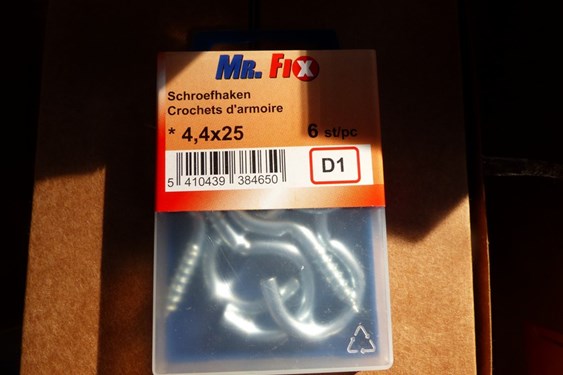 MR. FIX
Schroefhaken
Crochets d'armoire
* 4,4x25 6 st/pc
5 410439 384650
D1